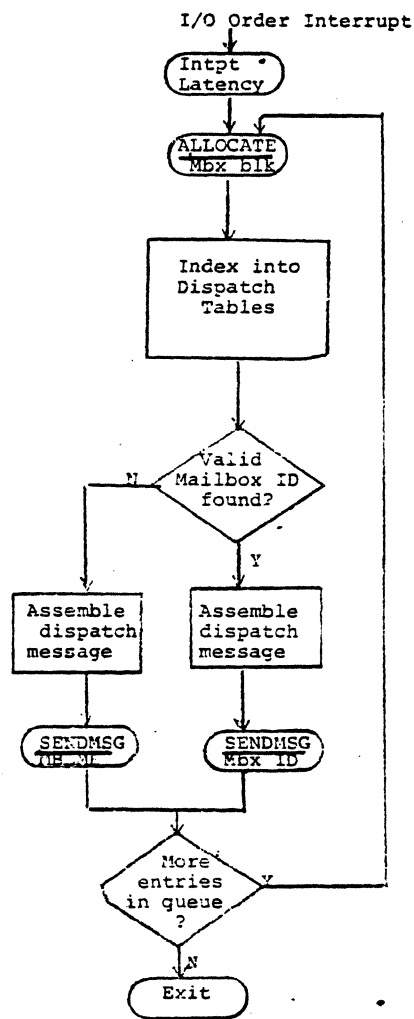 I/O Order Interrupt
Intpt
Latency
ALLOCATE
Mbx blk
Index into
Dispatch
Tables
Valid
Mailbox ID
found?
N
Y
Assemble
dispatch
message
Assemble
dispatch
message
SENDMSG
SENDMSG
Mbx ID
More
entries
in queue
?
Y
N
Exit